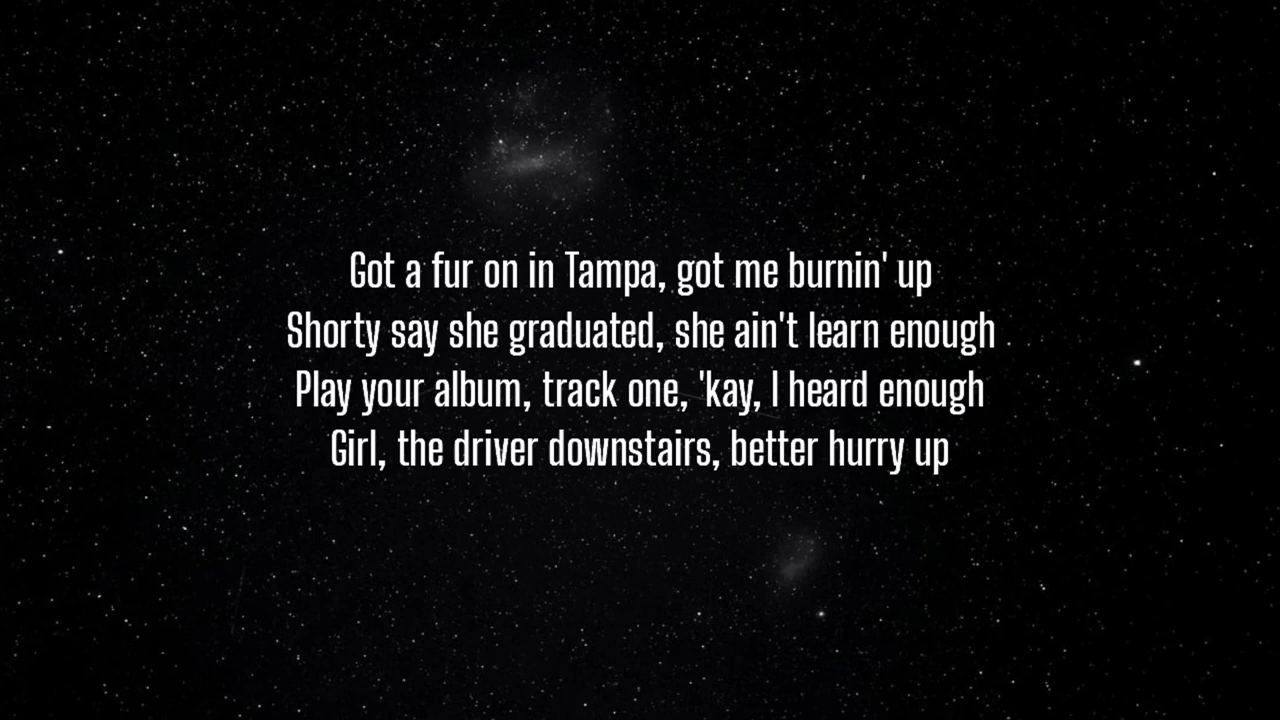 Got a fur on in Tampa, got me burnin' up
Shorty say she graduated, she ain't learn enough
Play your album, track one, 'kay, I heard enough
Girl, the driver downstairs, better hurry up